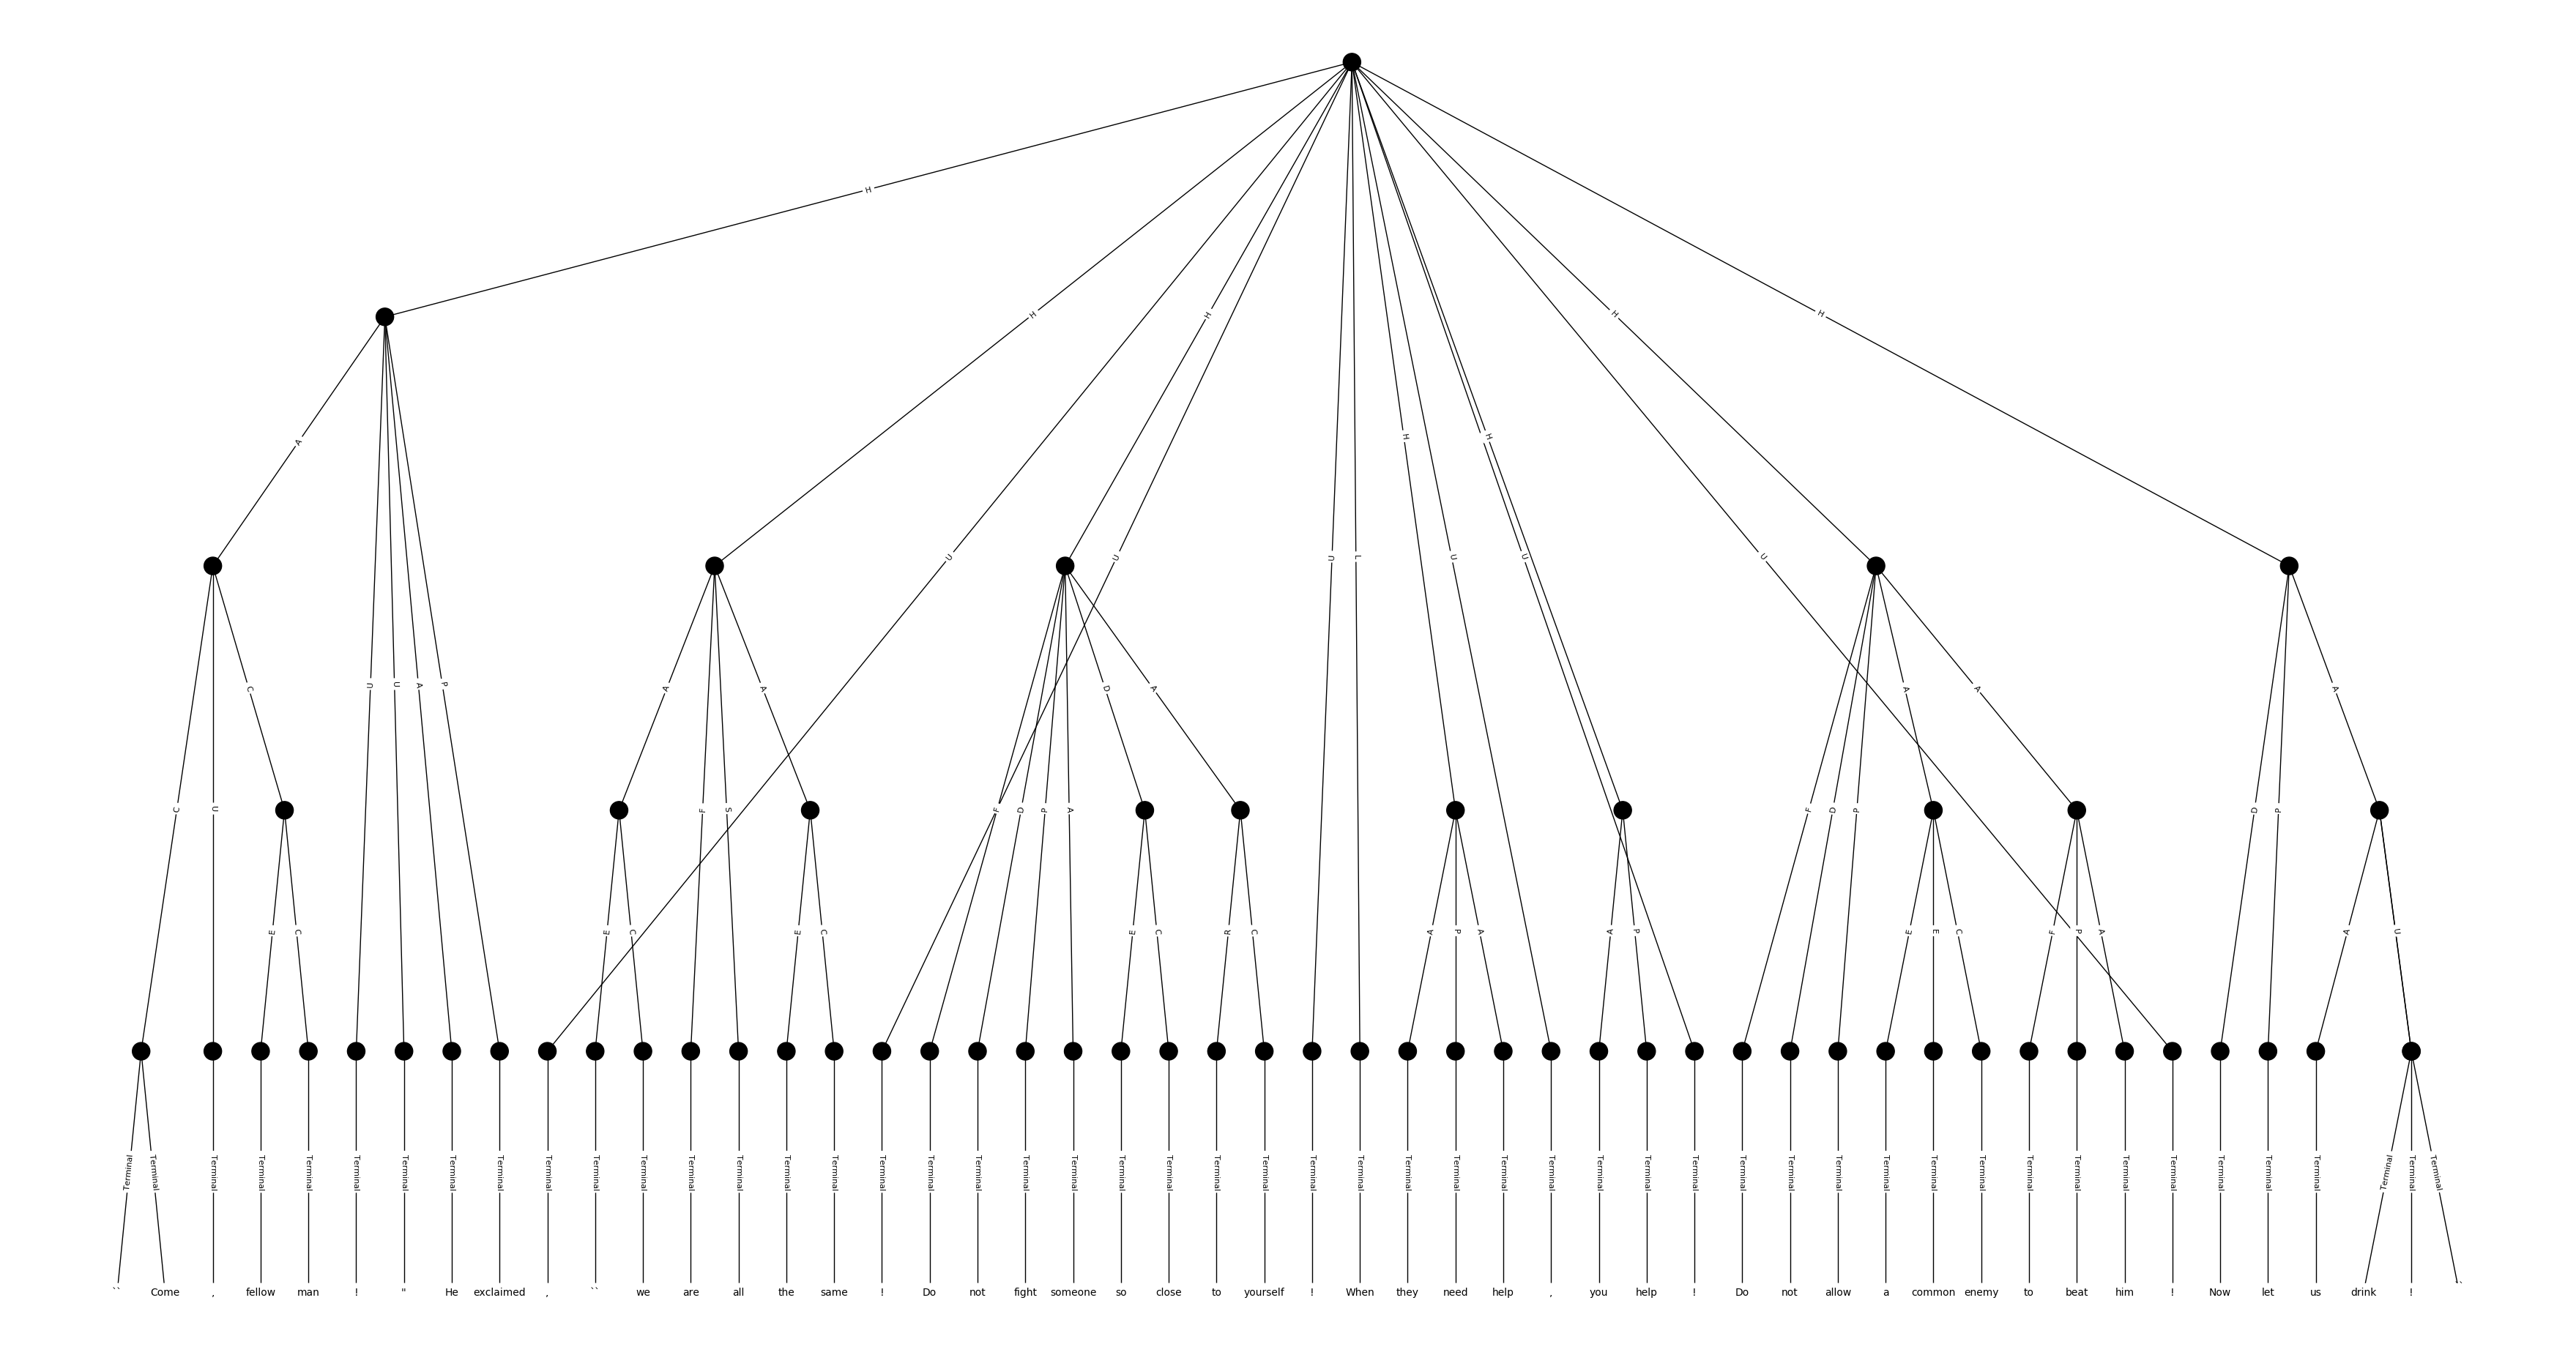 H
H H H H
A H H
U U U L U U U
U U A P A A D A A A A
C C
C U F S F D P A F D P D P
E C E C E C E C R C A P A A P E E C F P A A U
Terminal Terminal Terminal Terminal Terminal Terminal Terminal Terminal Terminal Terminal Terminal Terminal Terminal Terminal Terminal Terminal Terminal Terminal Terminal Terminal Terminal Terminal Terminal Terminal Terminal Terminal Terminal Terminal Terminal Terminal Terminal Terminal Terminal Terminal Terminal Terminal Terminal Terminal Terminal Terminal Terminal Terminal Terminal Terminal Terminal Terminal Terminal Terminal Terminal Terminal
`` Come , fellow man ! " He exclaimed , `` we are all the same ! Do not fight someone so close to yourself ! When they need help , you help ! Do not allow a common enemy to beat him ! Now let us drink ! ``